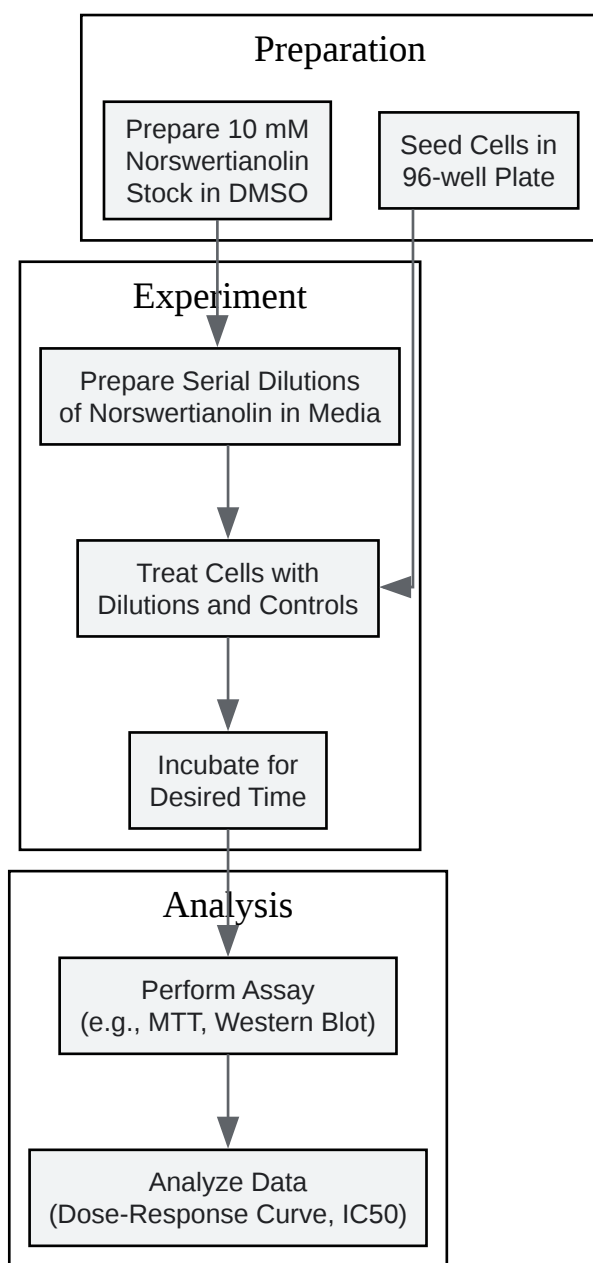 Preparation
Prepare 10 mM
Norswertianolin
Stock in DMSO
Seed Cells in
96-well Plate
Experiment
Prepare Serial Dilutions
of Norswertianolin in Media
Treat Cells with
Dilutions and Controls
Incubate for
Desired Time
Analysis
Perform Assay
(e.g., MTT, Western Blot)
Analyze Data
(Dose-Response Curve, IC50)